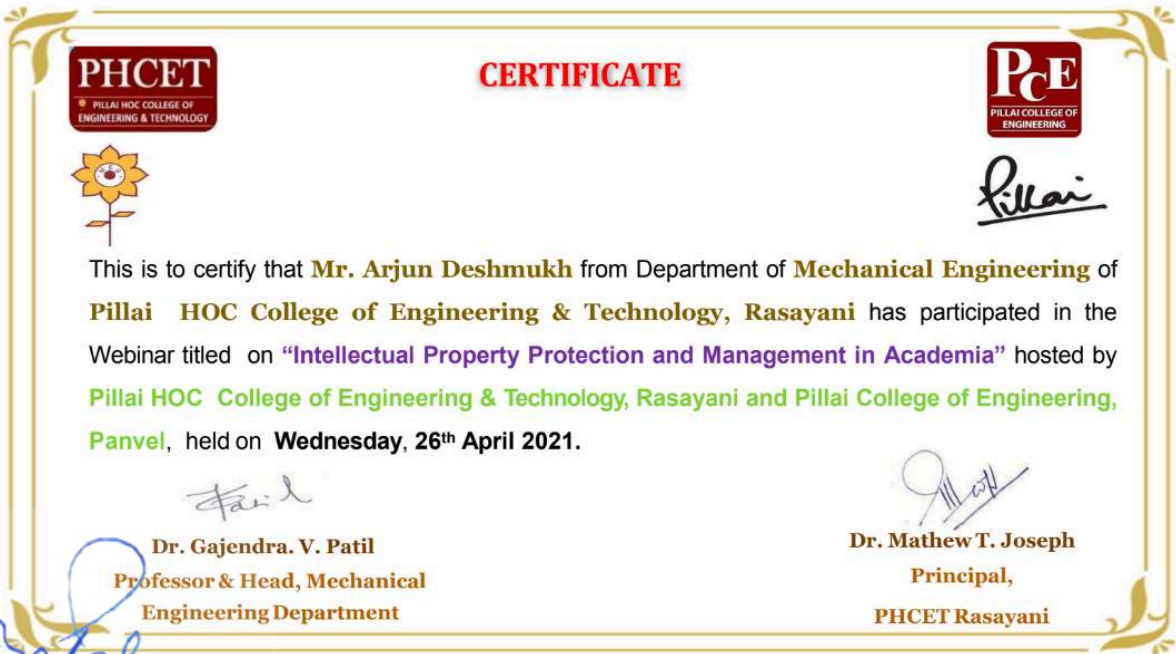 PHCET
PILLAI HOC COLLEGE OF
ENGINEERING & TECHNOLOGY
CERTIFICATE
PCE
PILLAI COLLEGE OF
ENGINEERING
Pillai
This is to certify that Mr. Arjun Deshmukh from Department of Mechanical Engineering of
Pillai HOC College of Engineering & Technology, Rasayani has participated in the
Webinar titled on “Intellectual Property Protection and Management in Academia” hosted by
Pillai HOC College of Engineering & Technology, Rasayani and Pillai College of Engineering,
Panvel, held on Wednesday, 26th April 2021.
Dr. Gajendra. V. Patil
Professor & Head, Mechanical
Engineering Department
Dr. Mathew T. Joseph
Principal,
PHCET Rasayani